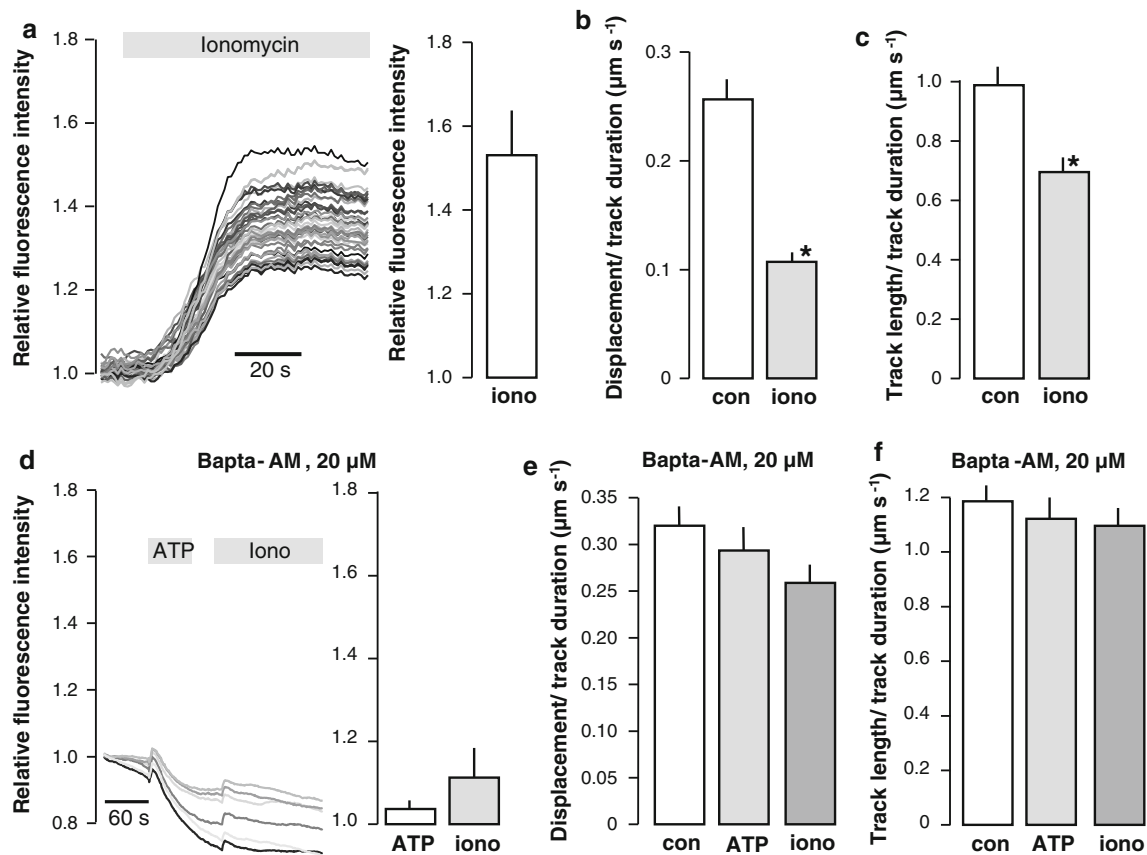 a
Relative fluorescence intensity
1.8
1.6
1.4
1.2
1.0
Ionomycin
20 s
Relative fluorescence intensity
1.8
1.6
1.4
1.2
1.0
iono
b
Displacement/ track duration (µm s⁻¹)
0.3
0.2
0.1
0
*
con iono
c
Track length/ track duration (µm s⁻¹)
1.0
0.8
0.6
0.4
0.2
0
*
con iono
d
Bapta-AM, 20 µM
Relative fluorescence intensity
1.8
1.6
1.4
1.2
1.0
0.8
ATP Iono
60 s
1.8
1.6
1.4
1.2
1.0
ATP iono
e
Bapta-AM, 20 µM
Displacement/ track duration (µm s⁻¹)
0.35
0.30
0.25
0.20
0.15
0.10
0.05
0
con ATP iono
f
Bapta-AM, 20 µM
Track length/ track duration (µm s⁻¹)
1.2
1.0
0.8
0.6
0.4
0.2
0
con ATP iono